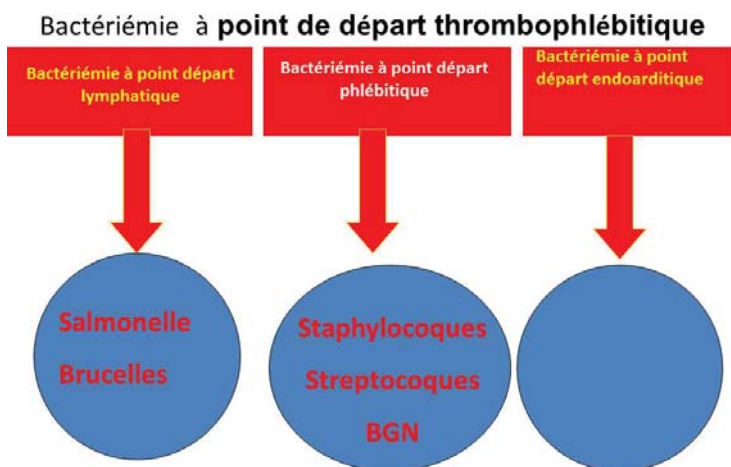 Bactériémie à point de départ thrombophlébitique
Bactériémie à point départ
lymphatique
Bactériémie à point départ
phlébitique
Bactériémie à point
départ endoarditique
Salmonelle
Brucelles
Staphylocoques
Streptocoques
BGN